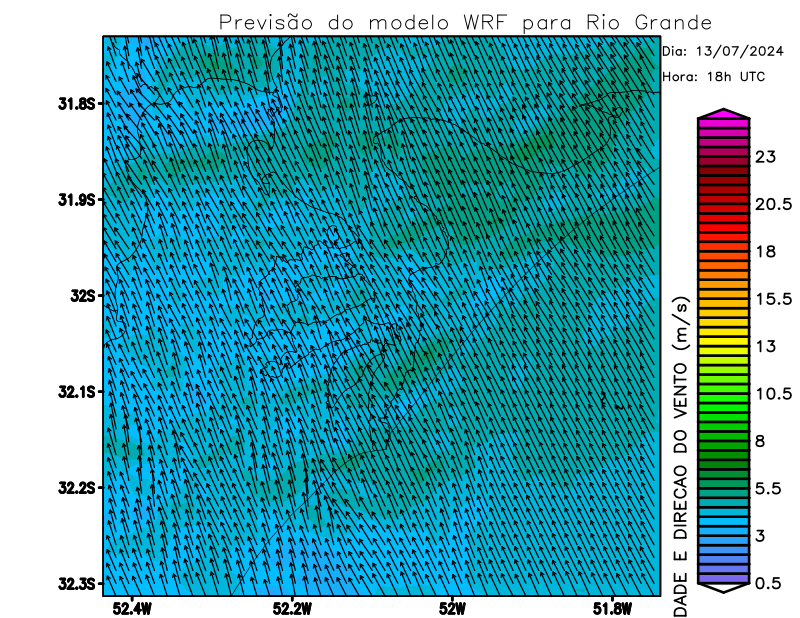 Previsão do modelo WRF para Rio Grande
Dia: 13/07/2024
Hora: 18h UTC
31.8S
31.9S
32S
32.1S
32.2S
32.3S
52.4W
52.2W
52W
51.8W
DADE E DIRECAO DO VENTO (m/s)
23
20.5
18
15.5
13
10.5
8
5.5
3
0.5